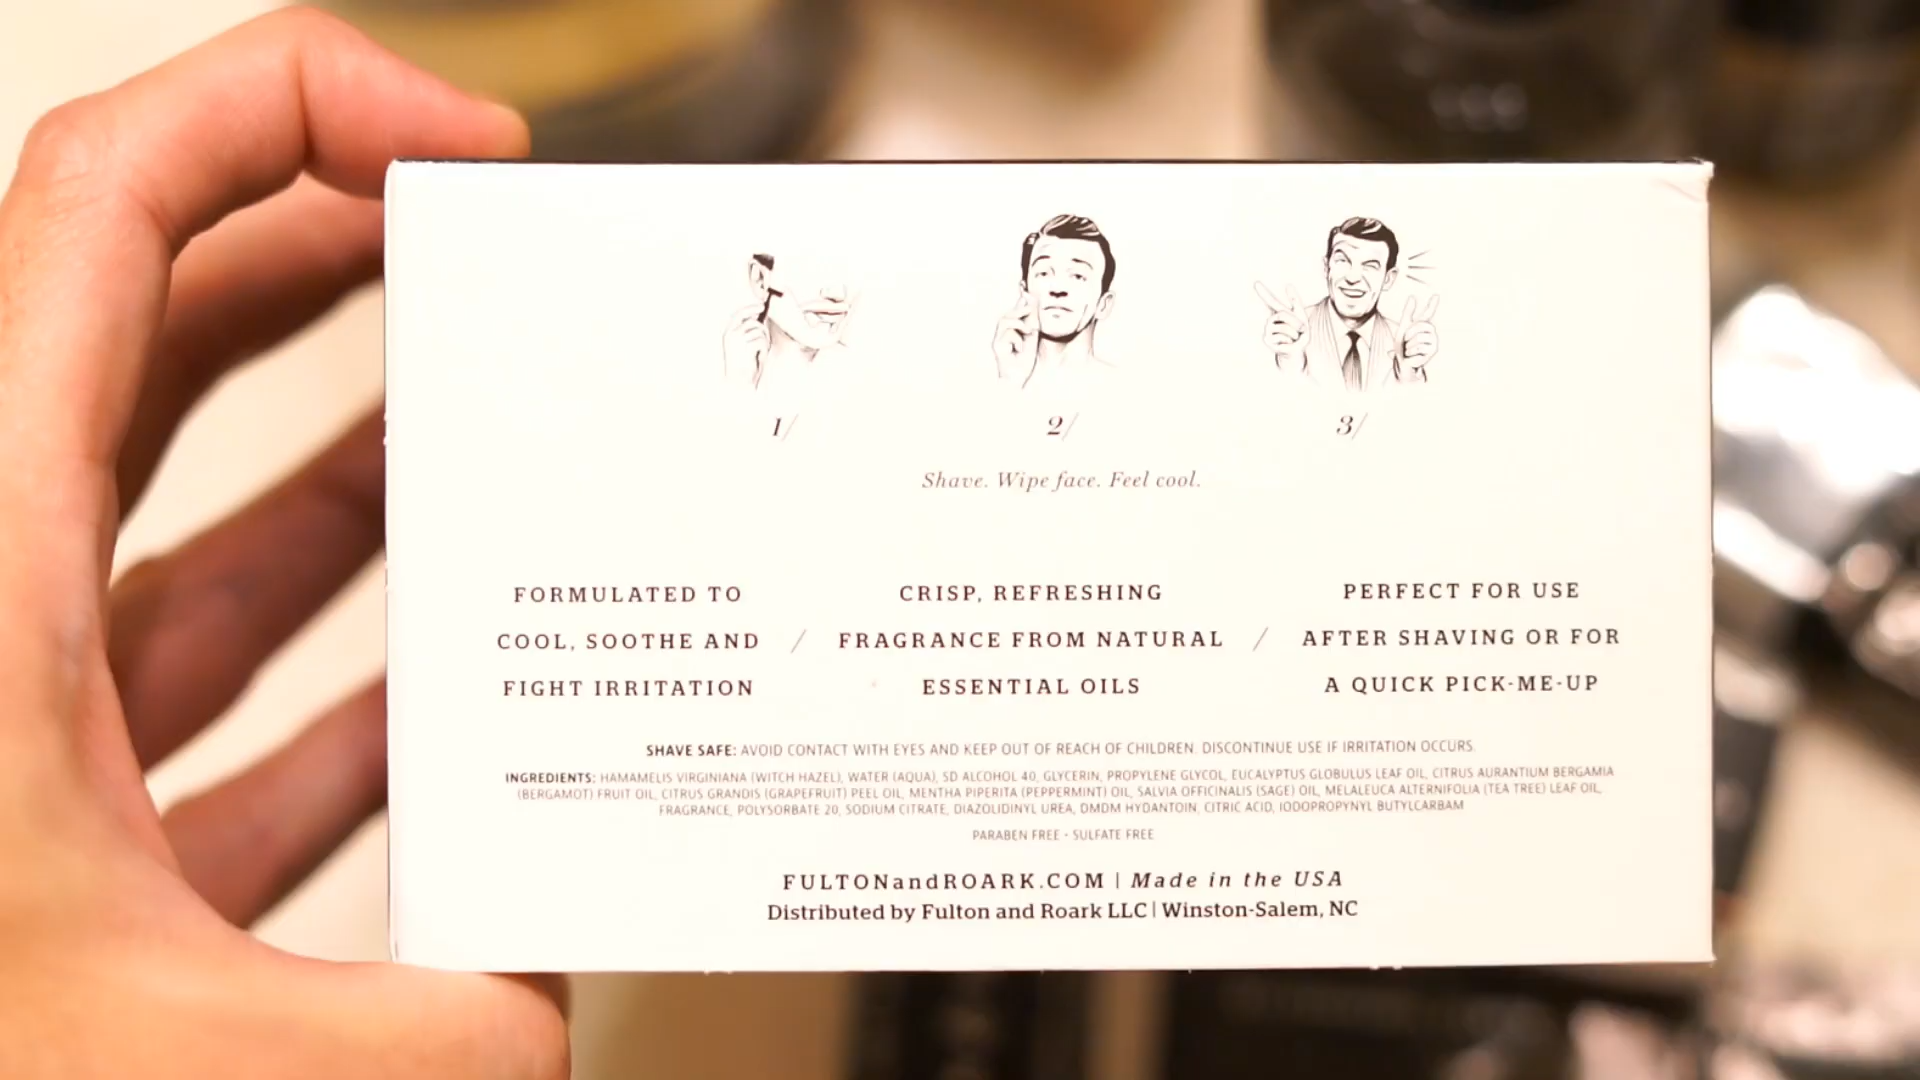 1/ 2/ 3/
Shave. Wipe face. Feel cool.
FORMULATED TO
COOL, SOOTHE AND
FIGHT IRRITATION
/
CRISP, REFRESHING
FRAGRANCE FROM NATURAL
ESSENTIAL OILS
/
PERFECT FOR USE
AFTER SHAVING OR FOR
A QUICK PICK-ME-UP
SHAVE SAFE: AVOID CONTACT WITH EYES AND KEEP OUT OF REACH OF CHILDREN. DISCONTINUE USE IF IRRITATION OCCURS.
INGREDIENTS: HAMAMELIS VIRGINIANA (WITCH HAZEL), WATER (AQUA), SD ALCOHOL 40, GLYCERIN, PROPYLENE GLYCOL, EUCALYPTUS GLOBULUS LEAF OIL, CITRUS AURANTIUM BERGAMIA
(BERGAMOT) FRUIT OIL, CITRUS GRANDIS (GRAPEFRUIT) PEEL OIL, MENTHA PIPERITA (PEPPERMINT) OIL, SALVIA OFFICINALIS (SAGE) OIL, MELALEUCA ALTERNIFOLIA (TEA TREE) LEAF OIL,
FRAGRANCE, POLYSORBATE 20, SODIUM CITRATE, DIAZOLIDINYL UREA, DMDM HYDANTOIN, CITRIC ACID, IODOPROPYNYL BUTYLCARBAM
PARABEN FREE - SULFATE FREE
FULTONandROARK.COM | Made in the USA
Distributed by Fulton and Roark LLC | Winston-Salem, NC